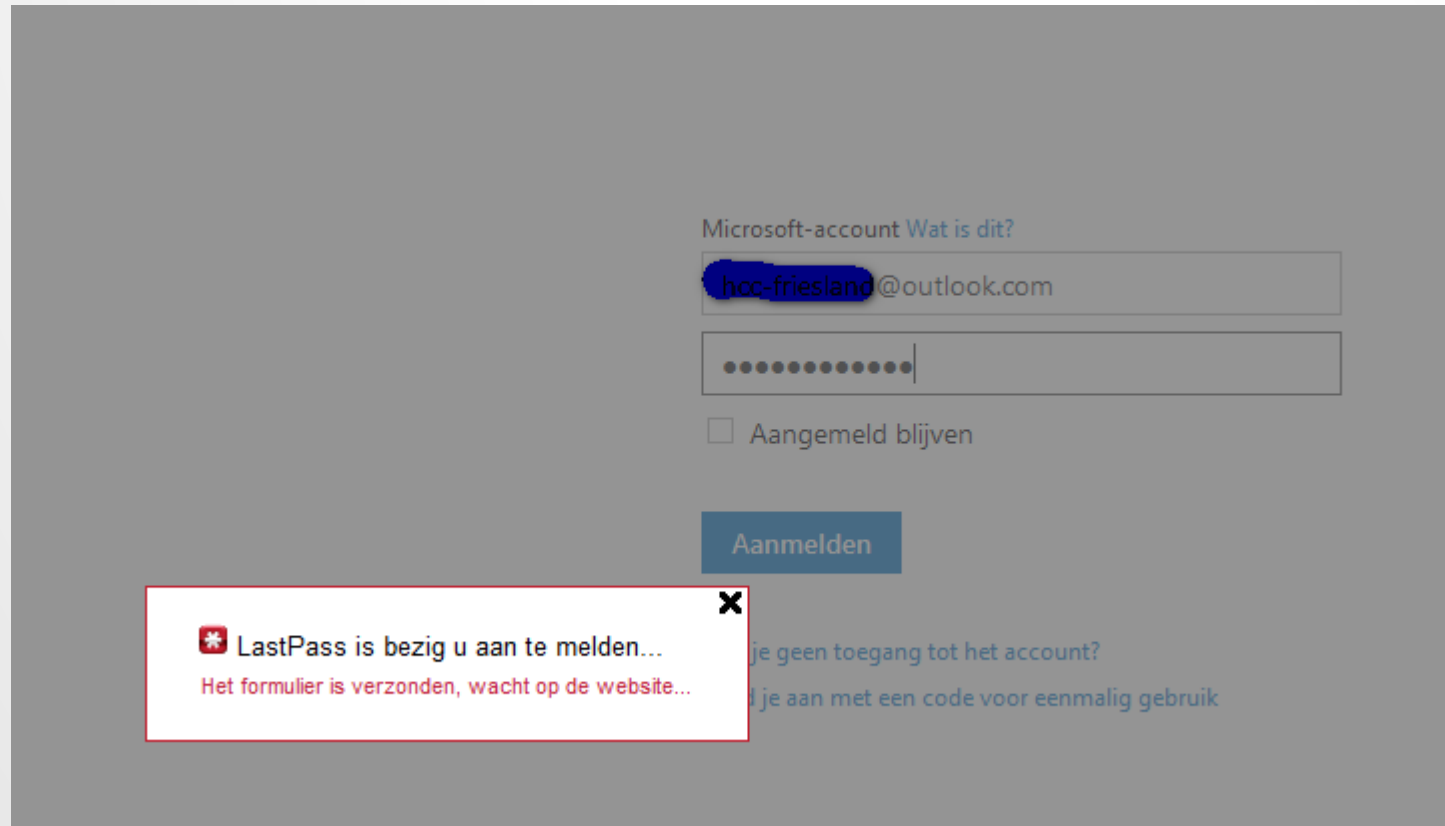 Microsoft-account Wat is dit?
hcc-friesland@outlook.com
Aangemeld blijven
Aanmelden
LastPass is bezig u aan te melden...
je geen toegang tot het account?
Het formulier is verzonden, wacht op de website...
je aan met een code voor eenmalig gebruik